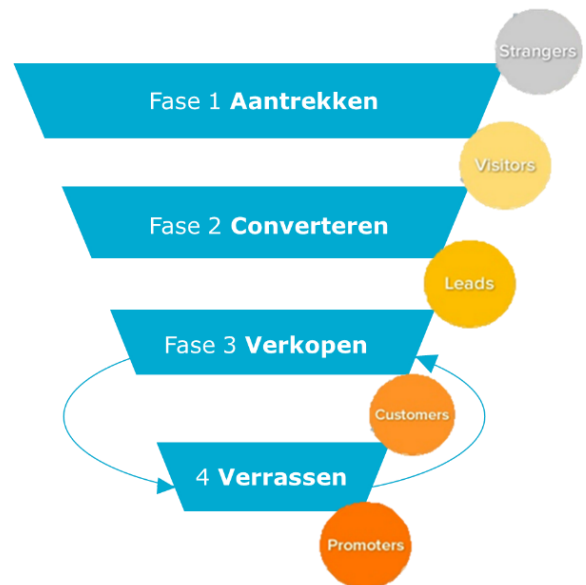 Strangers
Fase 1 Aantrekken
Visitors
Fase 2 Converteren
Leads
Fase 3 Verkopen
Customers
4 Verrassen
Promoters